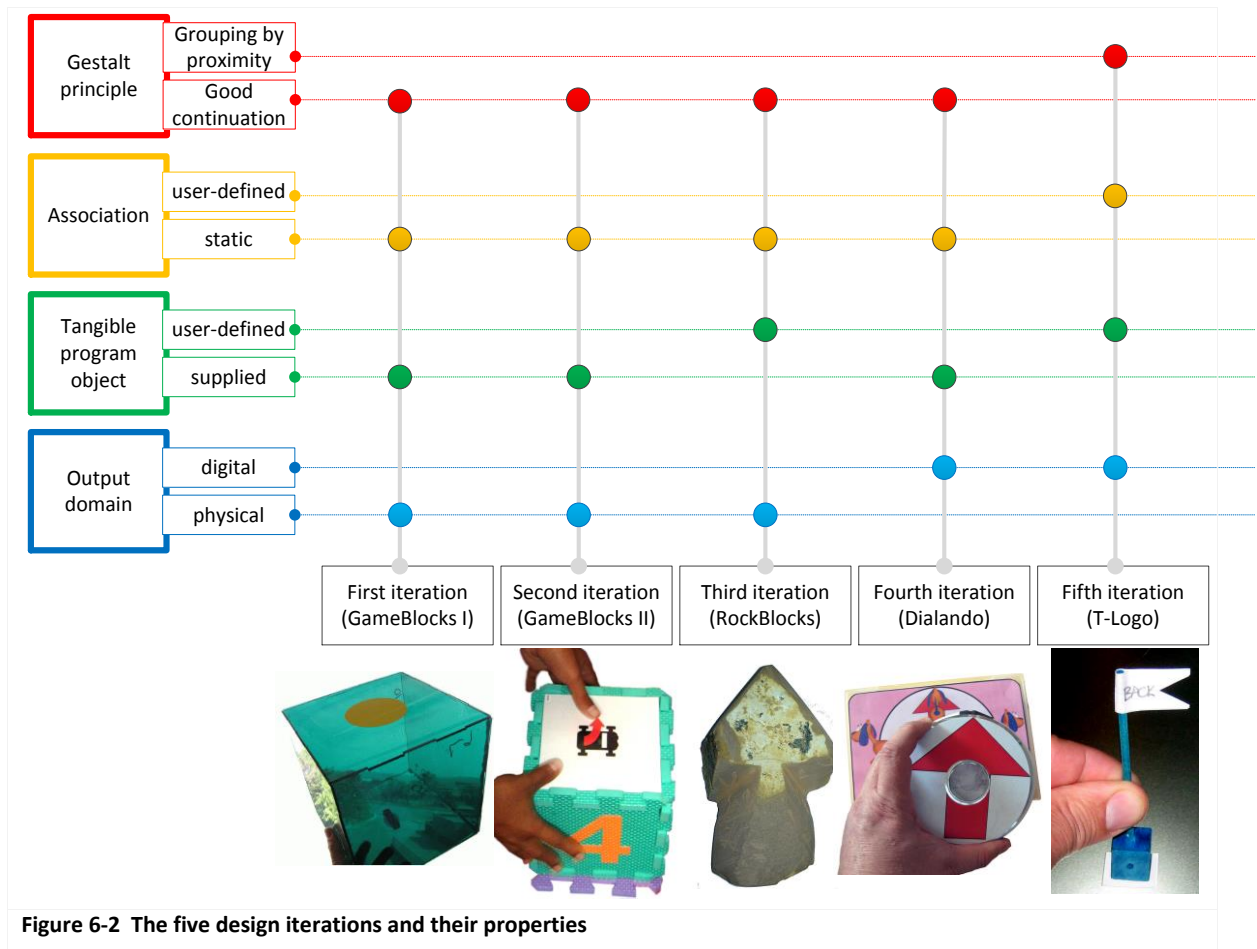 Gestalt
principle
Grouping by
proximity
Good
continuation
Association
user-defined
static
Tangible
program
object
user-defined
supplied
Output
domain
digital
physical
First iteration
(GameBlocks I)
Second iteration
(GameBlocks II)
Third iteration
(RockBlocks)
Fourth iteration
(Dialando)
Fifth iteration
(T-Logo)
4
BACK
Figure 6-2 The five design iterations and their properties